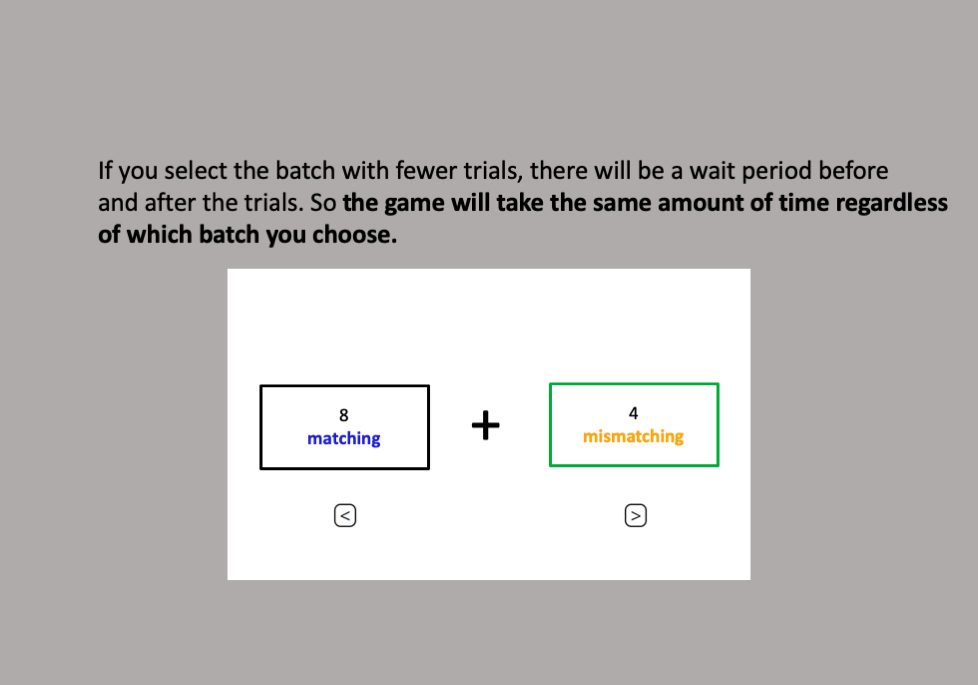 If you select the batch with fewer trials, there will be a wait period before
and after the trials. So the game will take the same amount of time regardless
of which batch you choose.
8
matching
+
4
mismatching
<
>